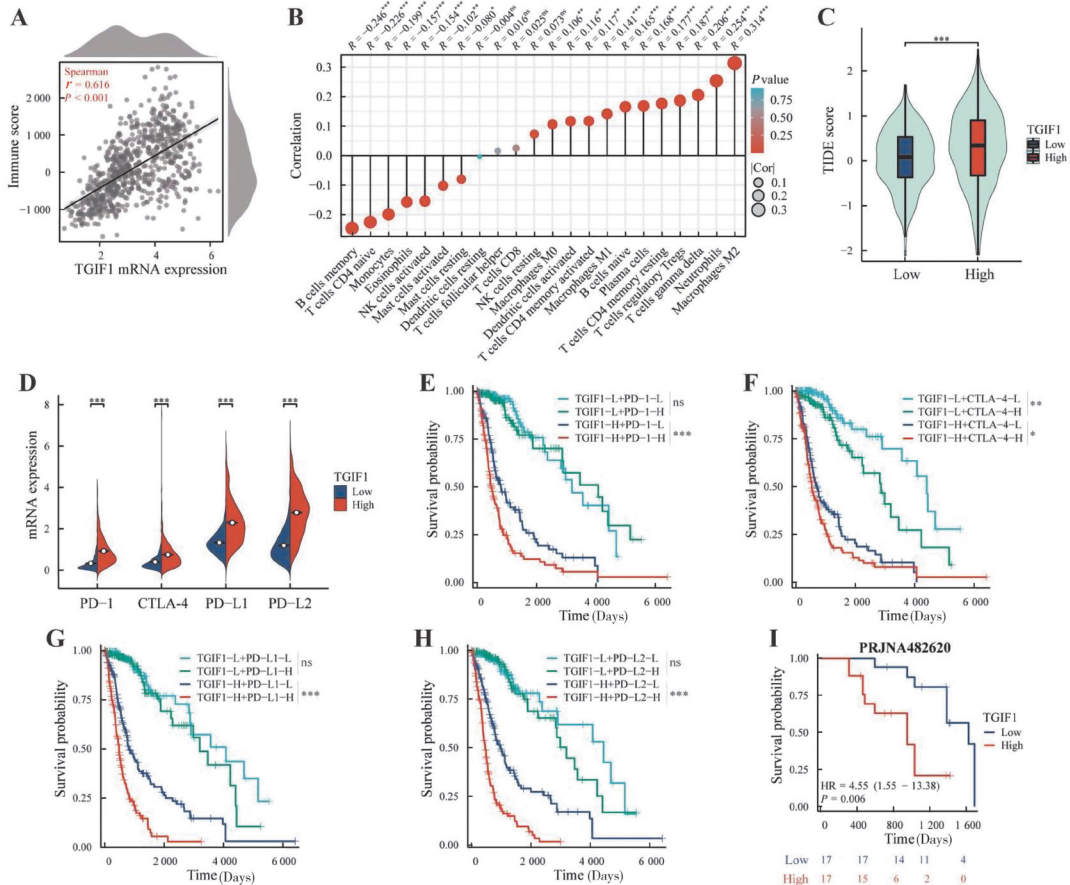 A
Spearman
r = 0.616
P < 0.001
Immune score
2 000
1 000
0
−1 000
2
4
6
TGIF1 mRNA expression
B
R = −0.246***
R = −0.226***
R = −0.199***
R = −0.157***
R = −0.154***
R = −0.102**
R = −0.080*
R = −0.004ns
R = 0.016ns
R = 0.025ns
R = 0.073ns
R = 0.106**
R = 0.116**
R = 0.117**
R = 0.141***
R = 0.165***
R = 0.168***
R = 0.177***
R = 0.187***
R = 0.206***
R = 0.254***
R = 0.314***
Correlation
0.3
0.2
0.1
0.0
−0.1
−0.2
P value
0.75
0.50
0.25
|Cor|
0.1
0.2
0.3
B cells memory
T cells CD4 naive
Monocytes
Eosinophils
NK cells activated
Mast cells activated
Mast cells resting
Dendritic cells resting
T cells follicular helper
T cells CD8
NK cells resting
Macrophages M0
Dendritic cells activated
T cells CD4 memory activated
Macrophages M1
B cells naive
Plasma cells
T cells CD4 memory resting
T cells regulatory Tregs
T cells gamma delta
Neutrophils
Macrophages M2
C
***
TIDE score
2
1
0
−1
−2
Low
High
TGIF1
Low
High
D
*** *** *** ***
mRNA expression
8
6
4
2
0
PD−1 CTLA-4 PD−L1 PD−L2
TGIF1
Low
High
E
TGIF1−L+PD−1−L
TGIF1−L+PD−1−H
ns
TGIF1−H+PD−1−L
TGIF1−H+PD−1−H
***
Survival probability
1.00
0.75
0.50
0.25
0.00
0 2 000 4 000 6 000
Time (Days)
F
TGIF1−L+CTLA-4−L
TGIF1−L+CTLA-4−H
**
TGIF1−H+CTLA-4−L
TGIF1−H+CTLA-4−H
*
Survival probability
1.00
0.75
0.50
0.25
0.00
0 2 000 4 000 6 000
Time (Days)
G
TGIF1−L+PD−L1−L
TGIF1−L+PD−L1−H
ns
TGIF1−H+PD−L1−L
TGIF1−H+PD−L1−H
***
Survival probability
1.00
0.75
0.50
0.25
0.00
0 2 000 4 000 6 000
Time (Days)
H
TGIF1−L+PD−L2−L
TGIF1−L+PD−L2−H
ns
TGIF1−H+PD−L2−L
TGIF1−H+PD−L2−H
***
Survival probability
1.00
0.75
0.50
0.25
0.00
0 2 000 4 000 6 000
Time (Days)
I
PRJNA482620
Survival probability
1.00
0.75
0.50
0.25
0.00
TGIF1
Low
High
HR = 4.55 (1.55 − 13.38)
P = 0.006
0 400 800 1 200 1 600
Time (Days)
Low 17 17 14 11 4
High 17 15 6 2 0